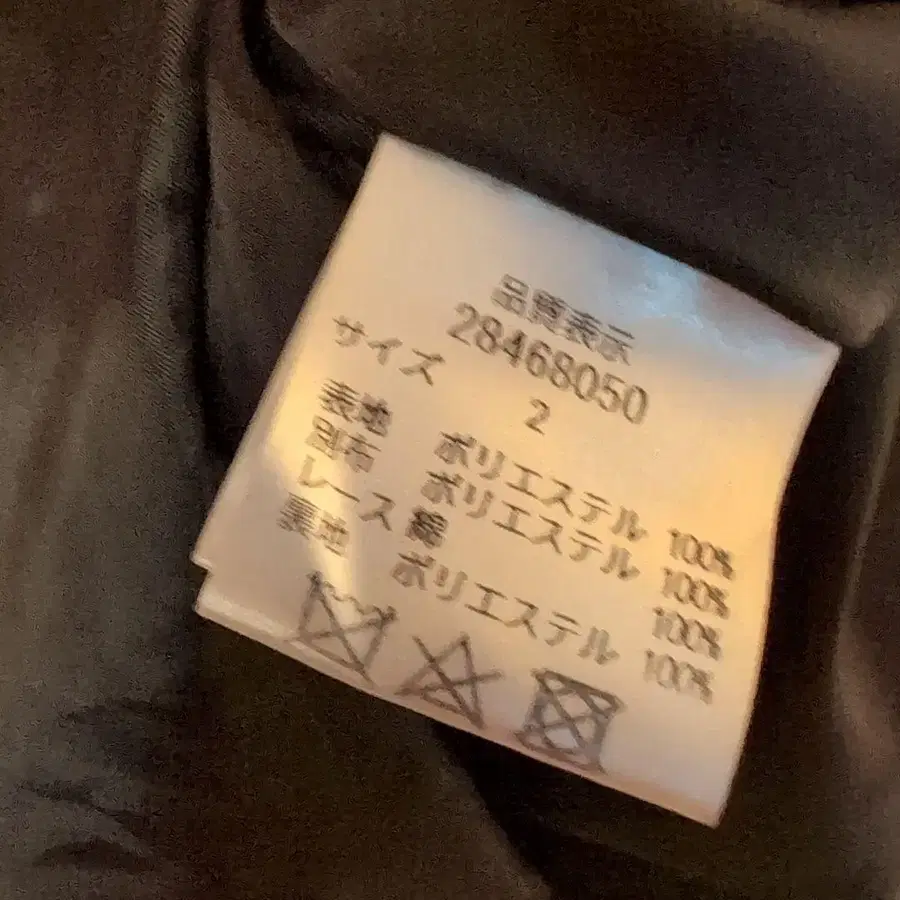 品質表示
28468050
サイズ 2
表地 ポリエステル 100%
別布 ポリエステル 100%
レース 綿 100%
裏地 ポリエステル 100%